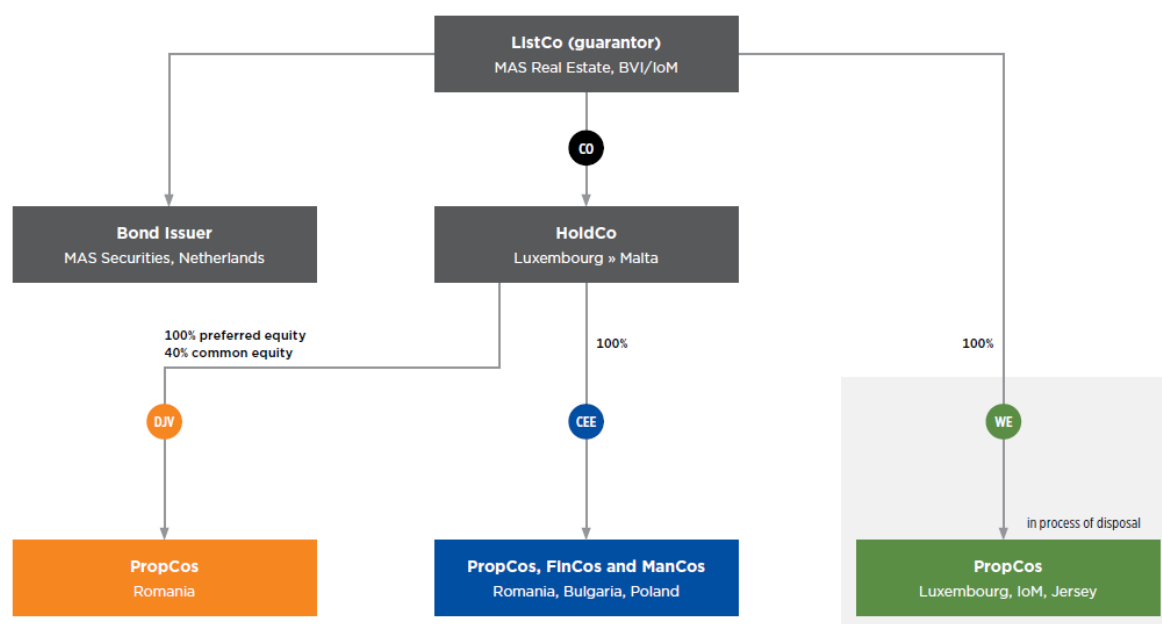 ListCo (guarantor)
MAS Real Estate, BVI/IoM
CO
Bond Issuer
MAS Securities, Netherlands
HoldCo
Luxembourg » Malta
100% preferred equity
40% common equity
100%
100%
DJV
CEE
WE
in process of disposal
PropCos
Romania
PropCos, FinCos and ManCos
Romania, Bulgaria, Poland
PropCos
Luxembourg, IoM, Jersey